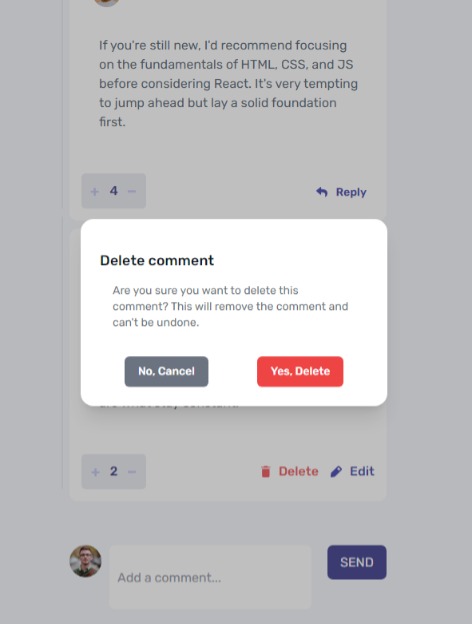 If you're still new, I'd recommend focusing
on the fundamentals of HTML, CSS, and JS
before considering React. It's very tempting
to jump ahead but lay a solid foundation
first.
+ 4 −
Reply
Delete comment
Are you sure you want to delete this
comment? This will remove the comment and
can't be undone.
No, Cancel
Yes, Delete
+ 2 −
Delete
Edit
Add a comment...
SEND